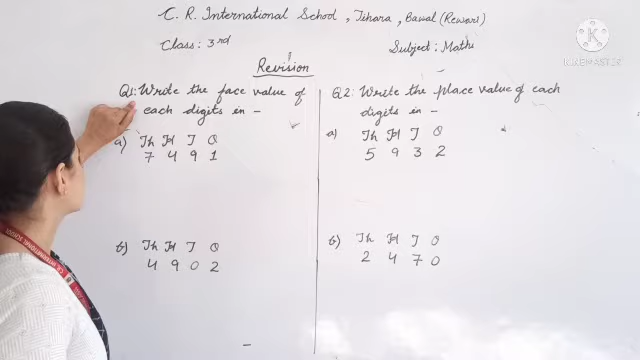 C. R. International School, Jhara, Bawal (Rewari)
Class: 3rd
Subject: Maths
Revision
Q1: Write the face value of
each digits in -
a) Th H T O
7 4 9 1
b) Th H T O
4 9 0 2
Q2: Write the place value of each
digits in -
a) Th H T O
5 9 3 2
b) Th H T O
2 4 7 0
KINEMASTER